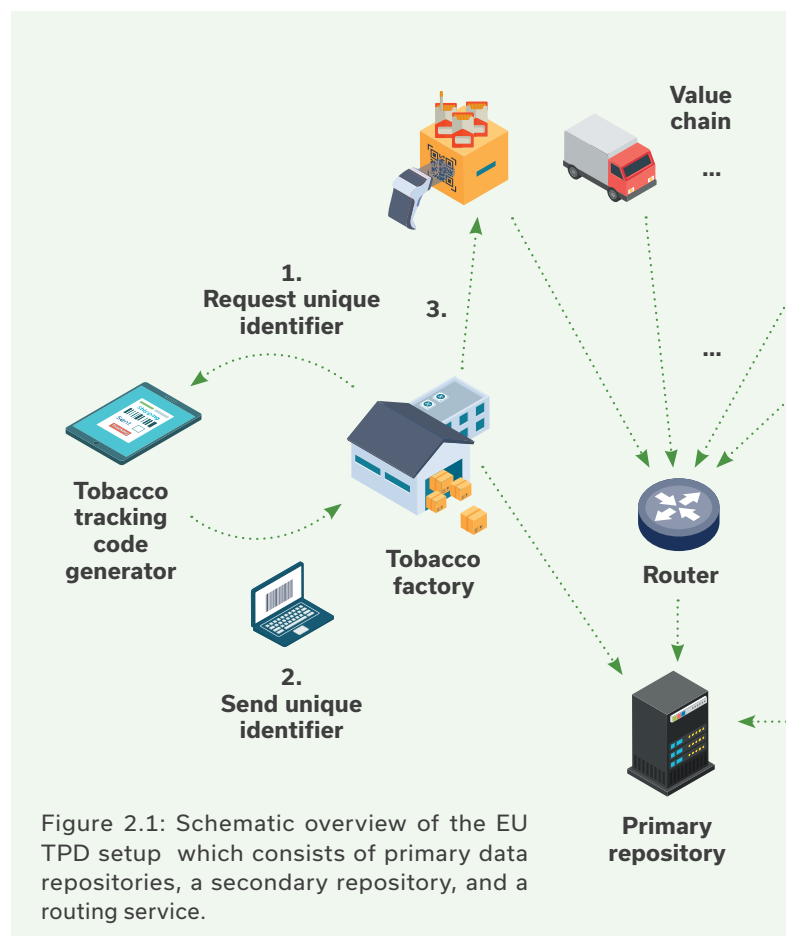 Value
chain
...
1.
Request unique
identifier
3.
...
Shipping
Sent
Tobacco
tracking
code
generator
Tobacco
factory
Router
2.
Send unique
identifier
Primary
repository
Figure 2.1: Schematic overview of the EU
TPD setup which consists of primary data
repositories, a secondary repository, and a
routing service.